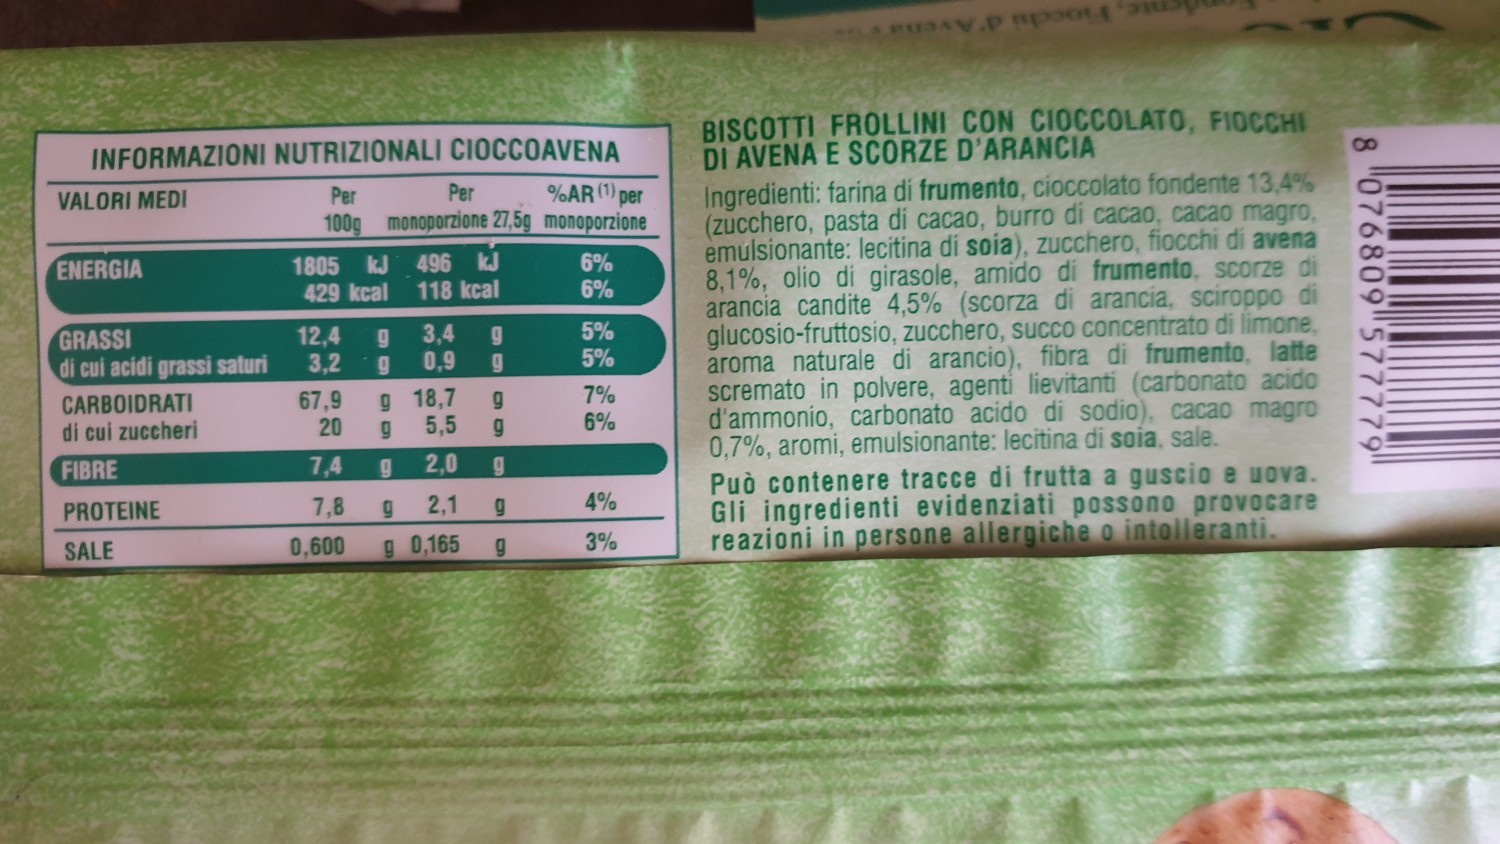 Fondente, Fiocchi d'Avena
INFORMAZIONI NUTRIZIONALI CIOCCOAVENA
VALORI MEDI Per 100g Per monoporzione 27,5g %AR (1) per monoporzione
ENERGIA 1805 kJ 496 kJ 6%
429 kcal 118 kcal 6%
GRASSI 12,4 g 3,4 g 5%
di cui acidi grassi saturi 3,2 g 0,9 g 5%
CARBOIDRATI 67,9 g 18,7 g 7%
di cui zuccheri 20 g 5,5 g 6%
FIBRE 7,4 g 2,0 g
PROTEINE 7,8 g 2,1 g 4%
SALE 0,600 g 0,165 g 3%
BISCOTTI FROLLINI CON CIOCCOLATO, FIOCCHI
DI AVENA E SCORZE D'ARANCIA
Ingredienti: farina di frumento, cioccolato fondente 13,4%
(zucchero, pasta di cacao, burro di cacao, cacao magro,
emulsionante: lecitina di soia), zucchero, fiocchi di avena
8,1%, olio di girasole, amido di frumento, scorze di
arancia candite 4,5% (scorza di arancia, sciroppo di
glucosio-fruttosio, zucchero, succo concentrato di limone,
aroma naturale di arancio), fibra di frumento, latte
scremato in polvere, agenti lievitanti (carbonato acido
d'ammonio, carbonato acido di sodio), cacao magro
0,7%, aromi, emulsionante: lecitina di soia, sale.
Può contenere tracce di frutta a guscio e uova.
Gli ingredienti evidenziati possono provocare
reazioni in persone allergiche o intolleranti.
8 076809 577779